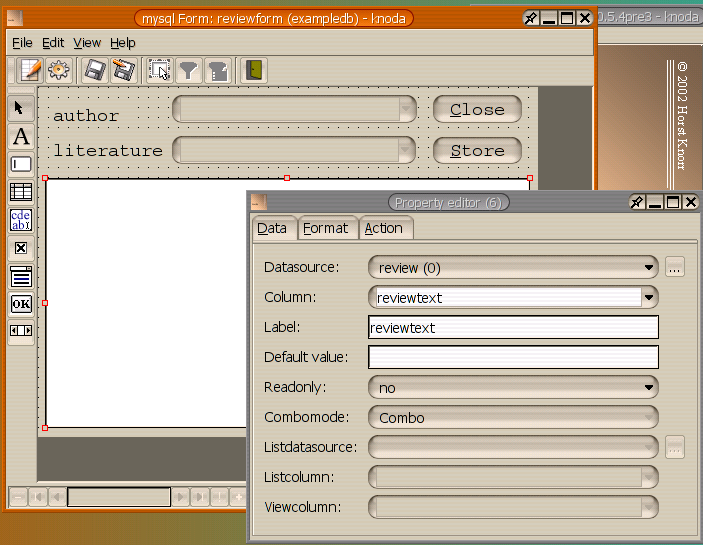 mysql Form: reviewform (exampledb) - knoda
0.5.4pre3 - knoda
File Edit View Help
© 2002 Horst Knorr
author
Close
literature
Store
A
cde
abI
OK
Property editor (6)
Data Format Action
Datasource: review (0) ...
Column: reviewtext
Label: reviewtext
Default value:
Readonly: no
Combomode: Combo
Listdatasource: ...
Listcolumn:
Viewcolumn: